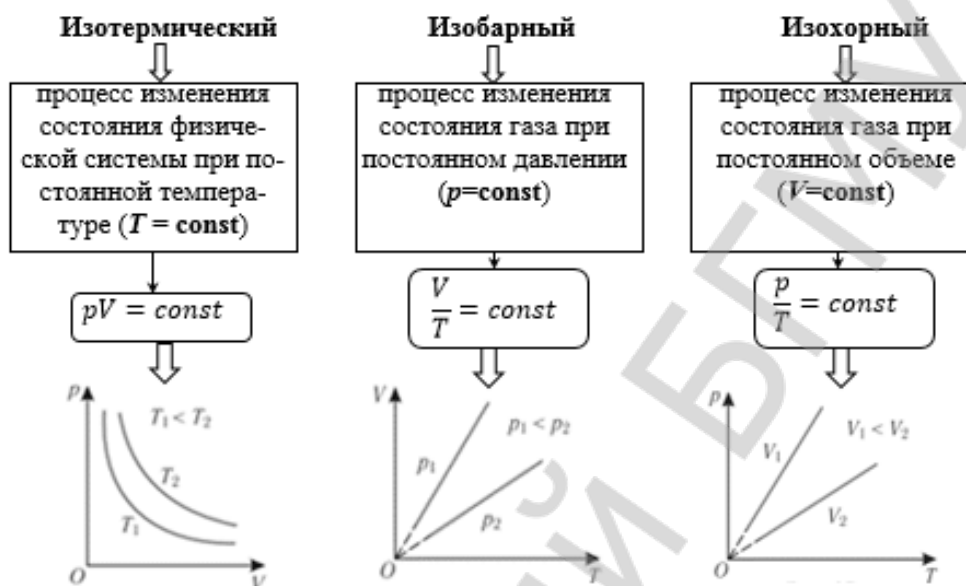 Изотермический
процесс изменения
состояния физиче-
ской системы при по-
стоянной темпера-
туре (T = const)
pV = const
p
T₁ < T₂
T₂
T₁
O
V
Изобарный
процесс изменения
состояния газа при
постоянном давлении
(p=const)
V/T = const
V
p₁ < p₂
p₁
p₂
O
T
Изохорный
процесс изменения
состояния газа при
постоянном объеме
(V=const)
p/T = const
p
V₁ < V₂
V₁
V₂
O
T
Й БГМУ